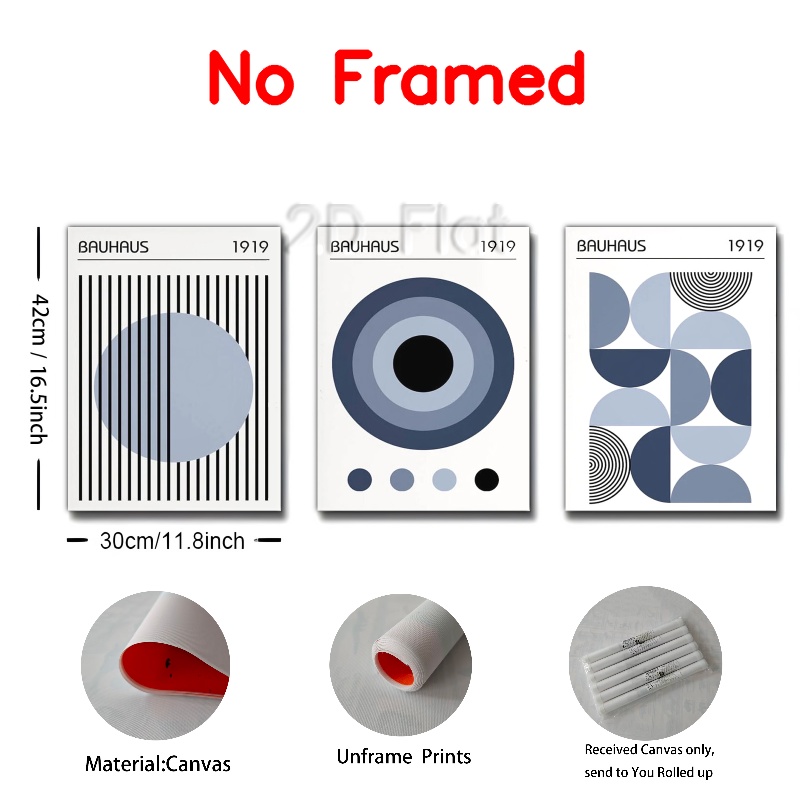 No Framed
2D Flat
BAUHAUS 1919
BAUHAUS 1919
BAUHAUS 1919
42cm / 16.5inch
30cm/11.8inch
Material:Canvas
Unframe Prints
Received Canvas only,
send to You Rolled up